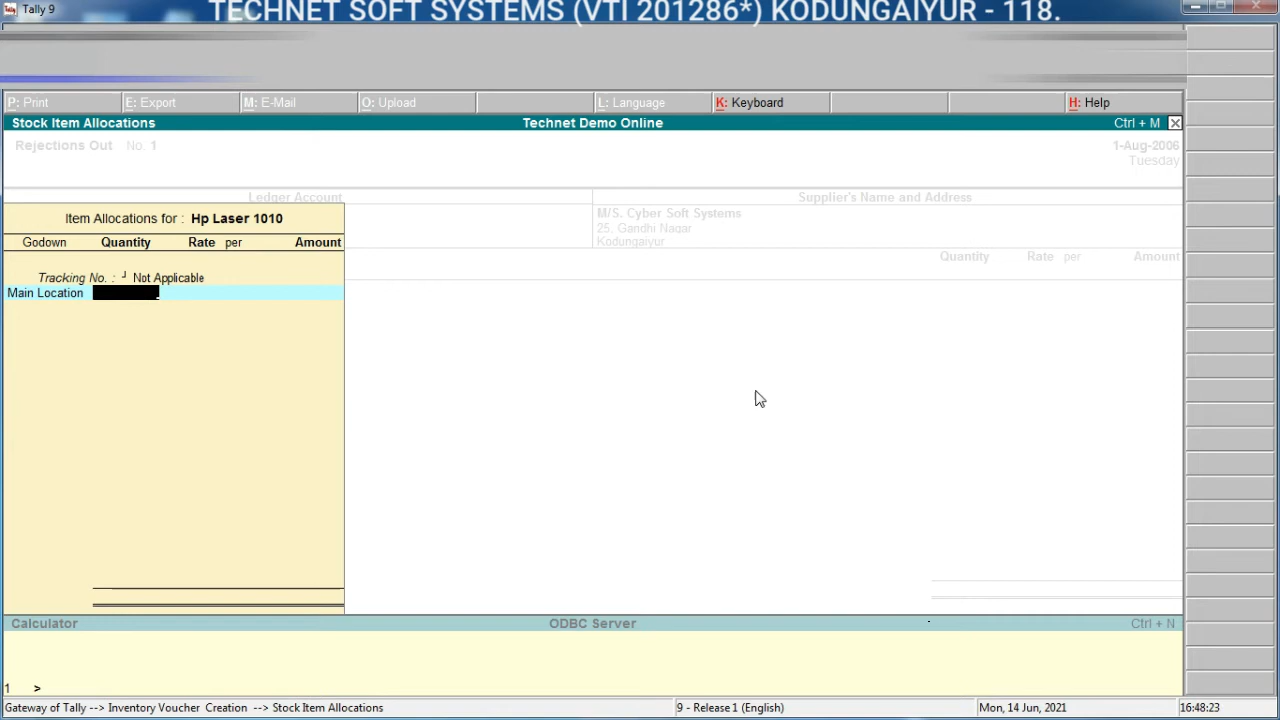 Tally 9
TECHNET SOFT SYSTEMS (VTI 201286*) KODUNGAIYUR - 118.
P: Print E: Export M: E-Mail O: Upload L: Language K: Keyboard H: Help
Stock Item Allocations Technet Demo Online Ctrl + M
Rejections Out No. 1 1-Aug-2006
Tuesday
Ledger Account Supplier's Name and Address
Item Allocations for : Hp Laser 1010 M/S. Cyber Soft Systems
25, Gandhi Nagar
Kodungaiyur
Godown Quantity Rate per Amount
Quantity Rate per Amount
Tracking No. : ┘ Not Applicable
Main Location
Calculator ODBC Server Ctrl + N
1 >
Gateway of Tally --> Inventory Voucher Creation --> Stock Item Allocations 9 - Release 1 (English) Mon, 14 Jun, 2021 16:48:23